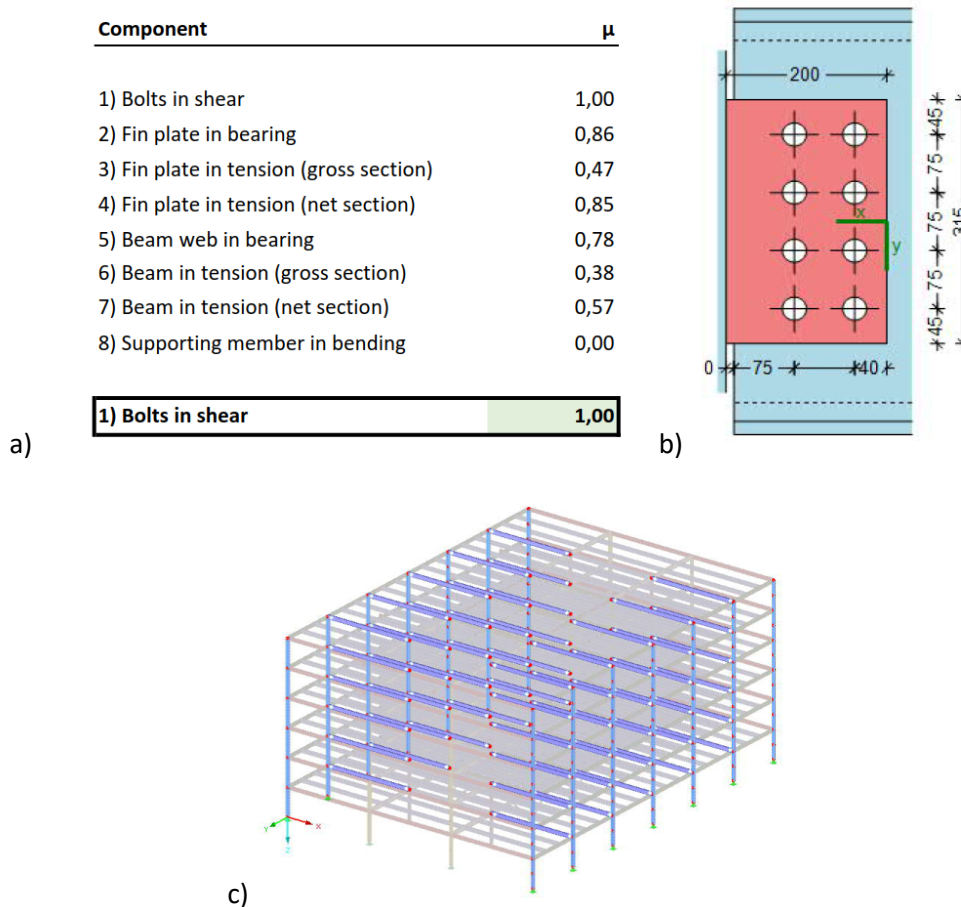 Component µ
1) Bolts in shear 1,00
2) Fin plate in bearing 0,86
3) Fin plate in tension (gross section) 0,47
4) Fin plate in tension (net section) 0,85
5) Beam web in bearing 0,78
6) Beam in tension (gross section) 0,38
7) Beam in tension (net section) 0,57
8) Supporting member in bending 0,00
1) Bolts in shear 1,00
a)
200
45
75
75
75
45
315
x
y
0 75 40
b)
Y X
Z
c)